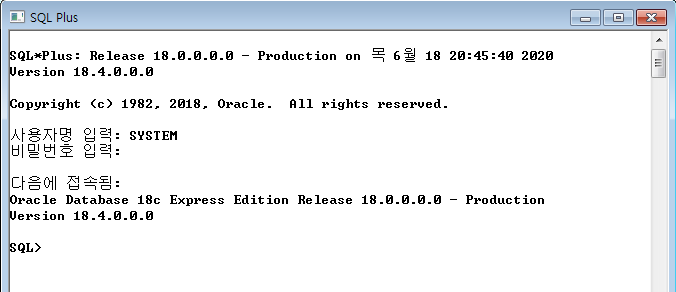 SQL Plus
SQL*Plus: Release 18.0.0.0.0 - Production on 목 6월 18 20:45:40 2020
Version 18.4.0.0.0
Copyright (c) 1982, 2018, Oracle.  All rights reserved.
사용자명 입력: SYSTEM
비밀번호 입력:
다음에 접속됨:
Oracle Database 18c Express Edition Release 18.0.0.0.0 - Production
Version 18.4.0.0.0
SQL>